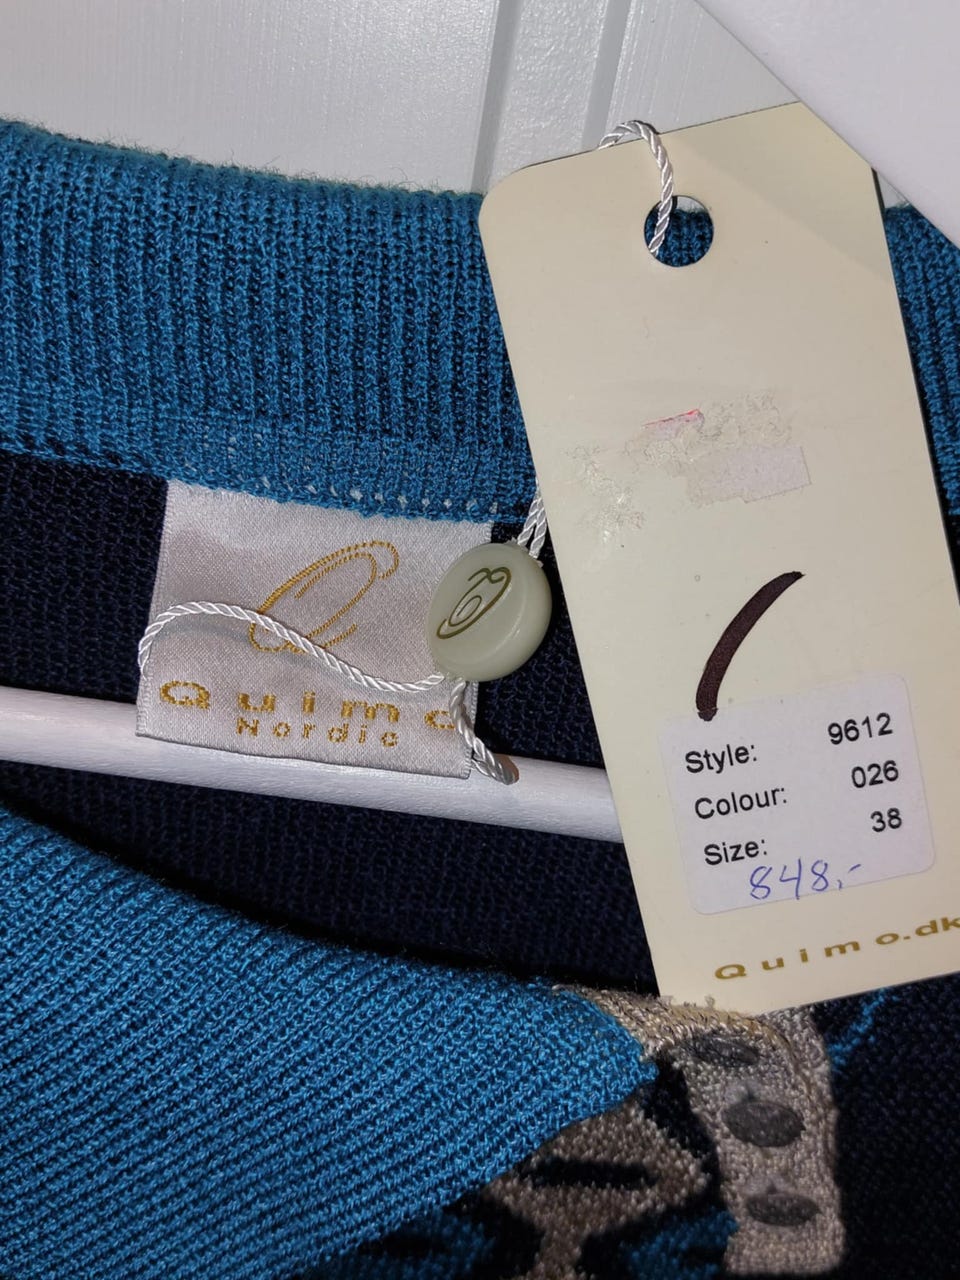 Quimo
Nordic
Style: 9612
Colour: 026
Size: 38
848,-
Quimo.dk